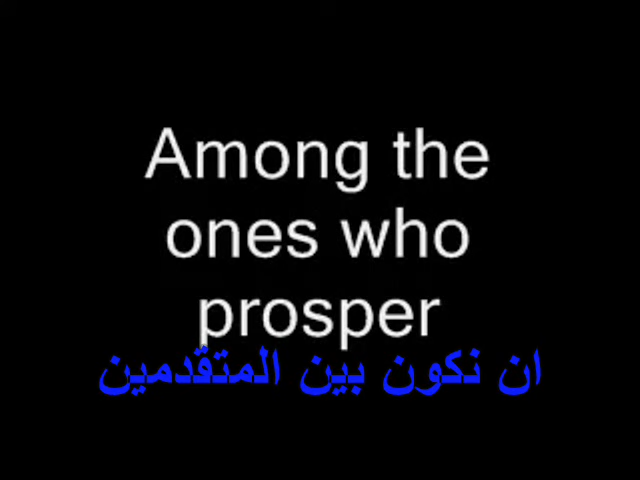 Among the
ones who
prosper
ان نكون بين المتقدمين